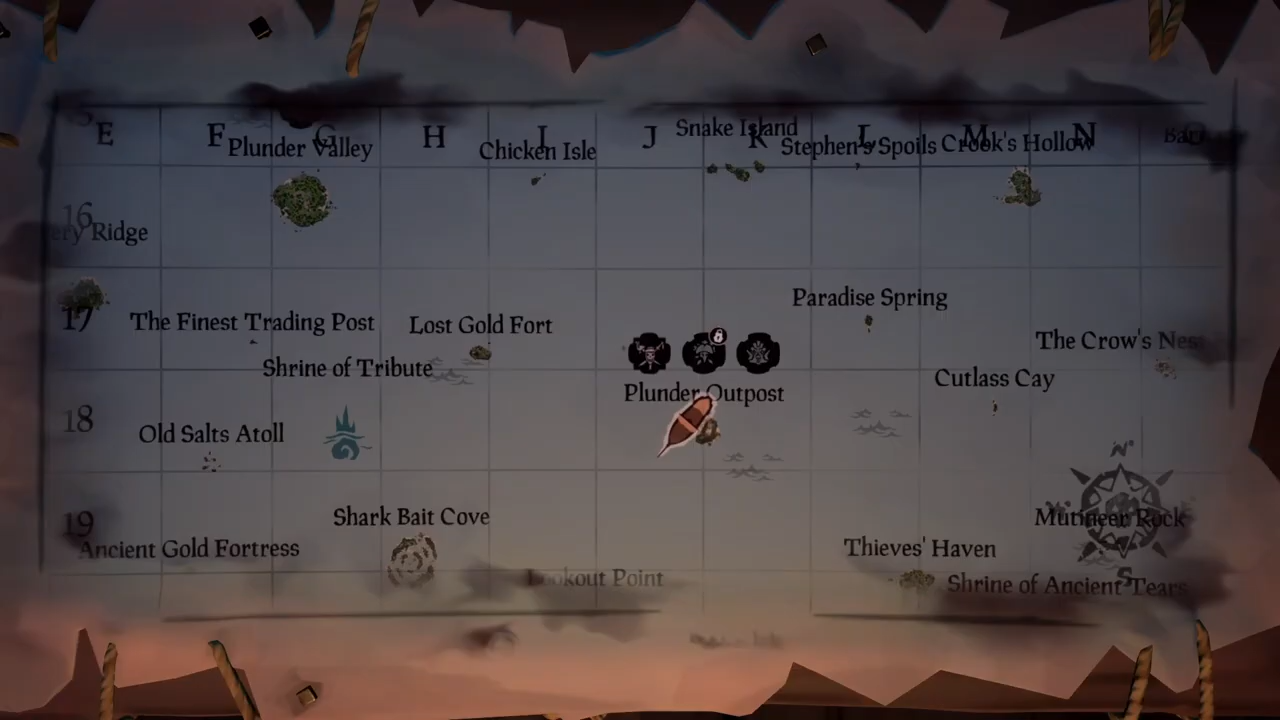 E F G H I J K L M N
Snake Island
Plunder Valley
Chicken Isle
Stephen's Spoils
Crook's Hollow
16
Ridge
17
The Finest Trading Post
Lost Gold Fort
Paradise Spring
The Crow's Nest
Shrine of Tribute
Plunder Outpost
Cutlass Cay
18
Old Salts Atoll
N
19
Shark Bait Cove
Mutineer Rock
Ancient Gold Fortress
Thieves' Haven
Lookout Point
S
Shrine of Ancient Tears